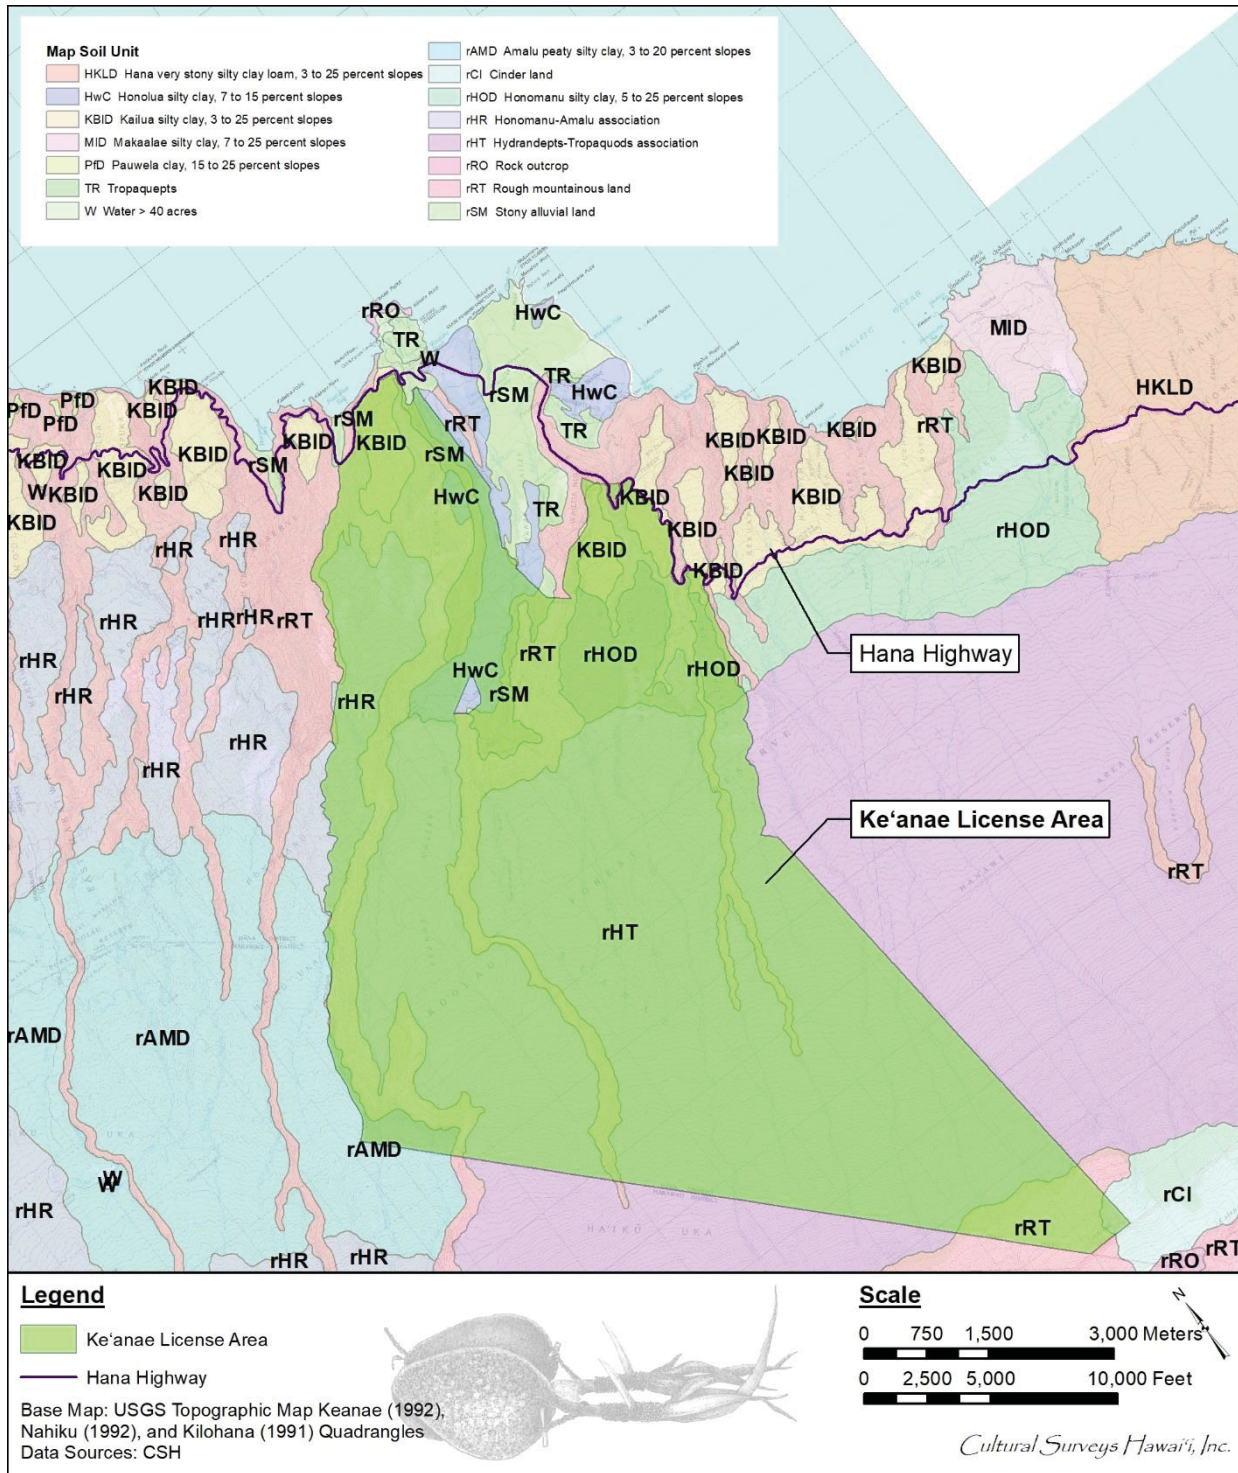 Map Soil Unit
HKLD Hana very stony silty clay loam, 3 to 25 percent slopes
HwC Honolua silty clay, 7 to 15 percent slopes
KBID Kailua silty clay, 3 to 25 percent slopes
MID Makaalae silty clay, 7 to 25 percent slopes
PfD Pauwela clay, 15 to 25 percent slopes
TR Tropaquepts
W Water > 40 acres
rAMD Amalu peaty silty clay, 3 to 20 percent slopes
rCI Cinder land
rHOD Honomanu silty clay, 5 to 25 percent slopes
rHR Honomanu-Amalu association
rHT Hydrandepts-Tropaquods association
rRO Rock outcrop
rRT Rough mountainous land
rSM Stony alluvial land
rRO
HwC
TR
MID
W
KBID
TR
rSM
HwC
KBID
HKLD
PfD
PfD
KBID
PfD
KBID
rSM
KBID
KBID
rRT
TR
KBID
KBID
KBID
rRT
KBID
KBID
KBID
rSM
rSM
HwC
KBID
W
KBID
KBID
TR
KBID
KBID
KBID
KBID
KBID
rHR
rHR
KBID
KBID
rHOD
rHR
rHR
rHR
rRT
rHR
rHR
rRT
rHOD
rHOD
Hana Highway
HwC
rSM
rHR
rHR
rHR
Ke‘anae License Area
rRT
rHT
rAMD
rAMD
rAMD
HAʻIKŪ UKA
W
W
rHR
rHR
rHR
rRT
rCI
rRO
rRT
Legend
Ke‘anae License Area
Hana Highway
Base Map: USGS Topographic Map Keanae (1992),
Nahiku (1992), and Kilohana (1991) Quadrangles
Data Sources: CSH
Scale
N
0 750 1,500 3,000 Meters
0 2,500 5,000 10,000 Feet
Cultural Surveys Hawai‘i, Inc.